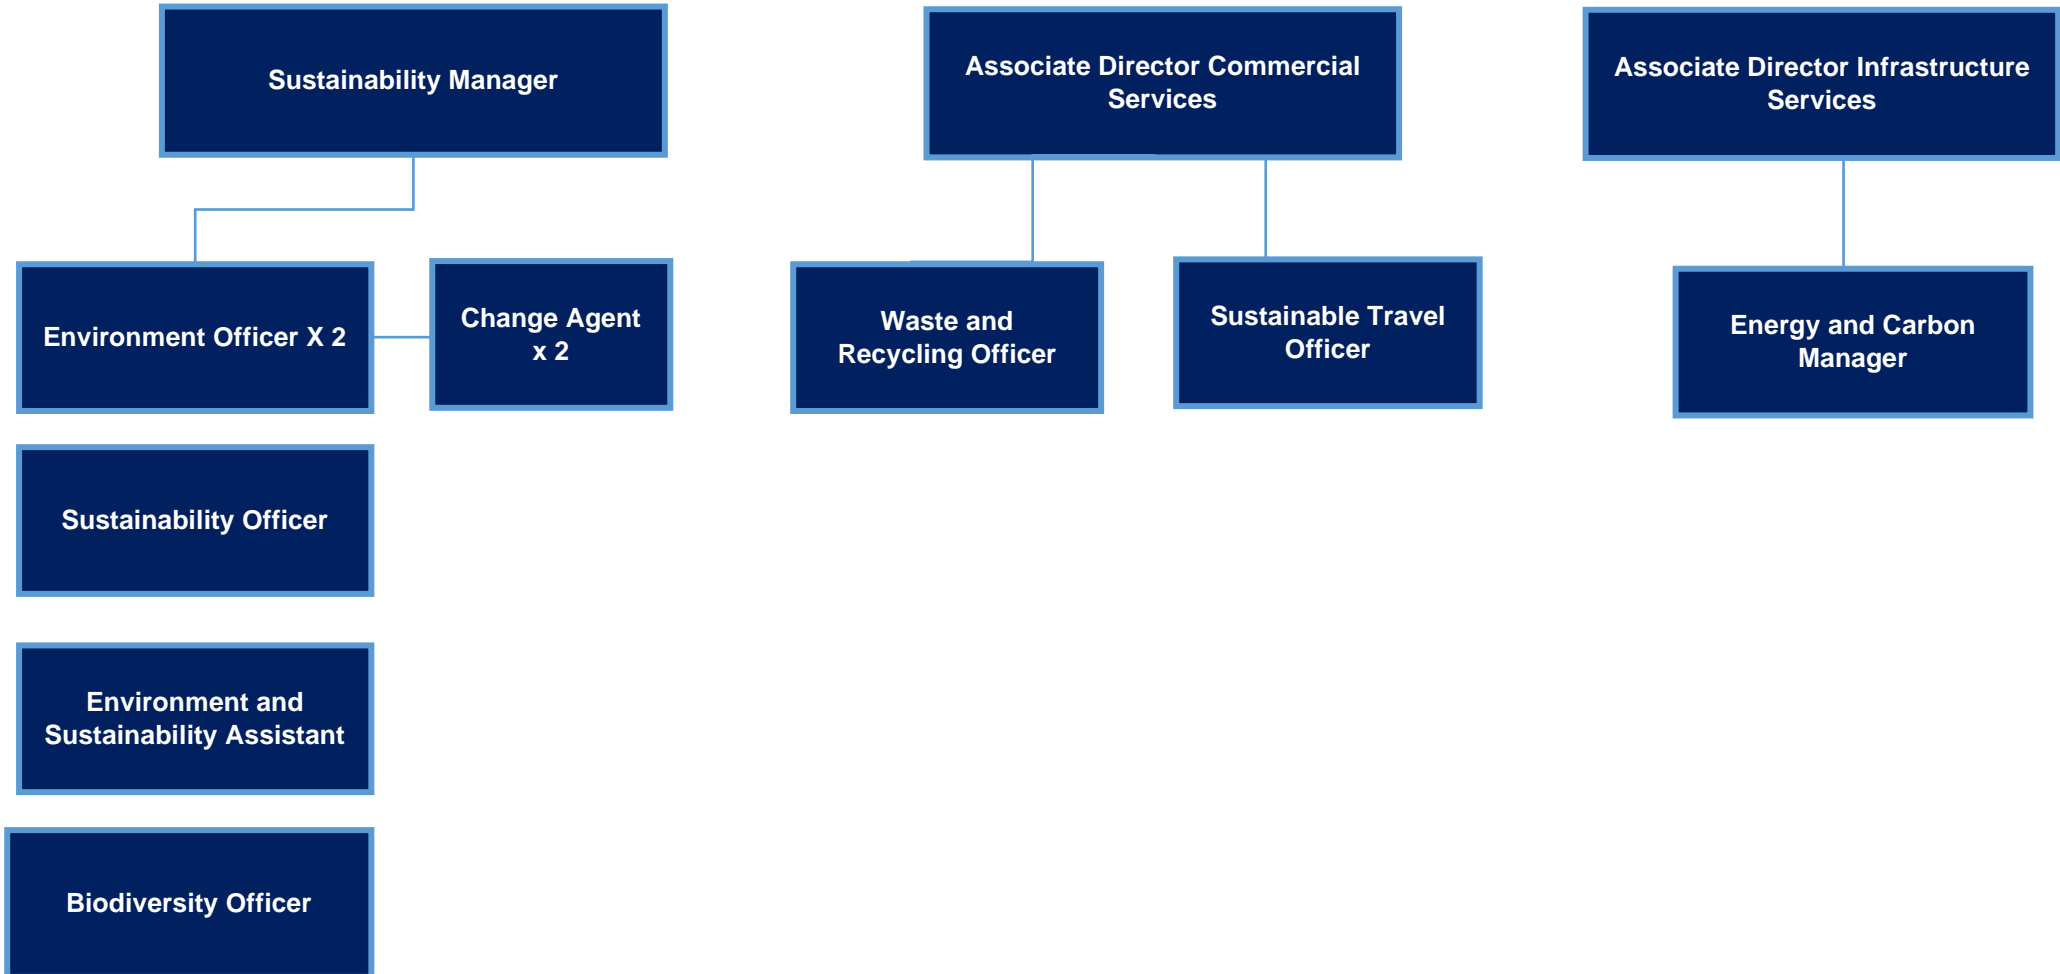 Sustainability Manager
Associate Director Commercial
Services
Associate Director Infrastructure
Services
Environment Officer X 2
Change Agent
x 2
Waste and
Recycling Officer
Sustainable Travel
Officer
Energy and Carbon
Manager
Sustainability Officer
Environment and
Sustainability Assistant
Biodiversity Officer